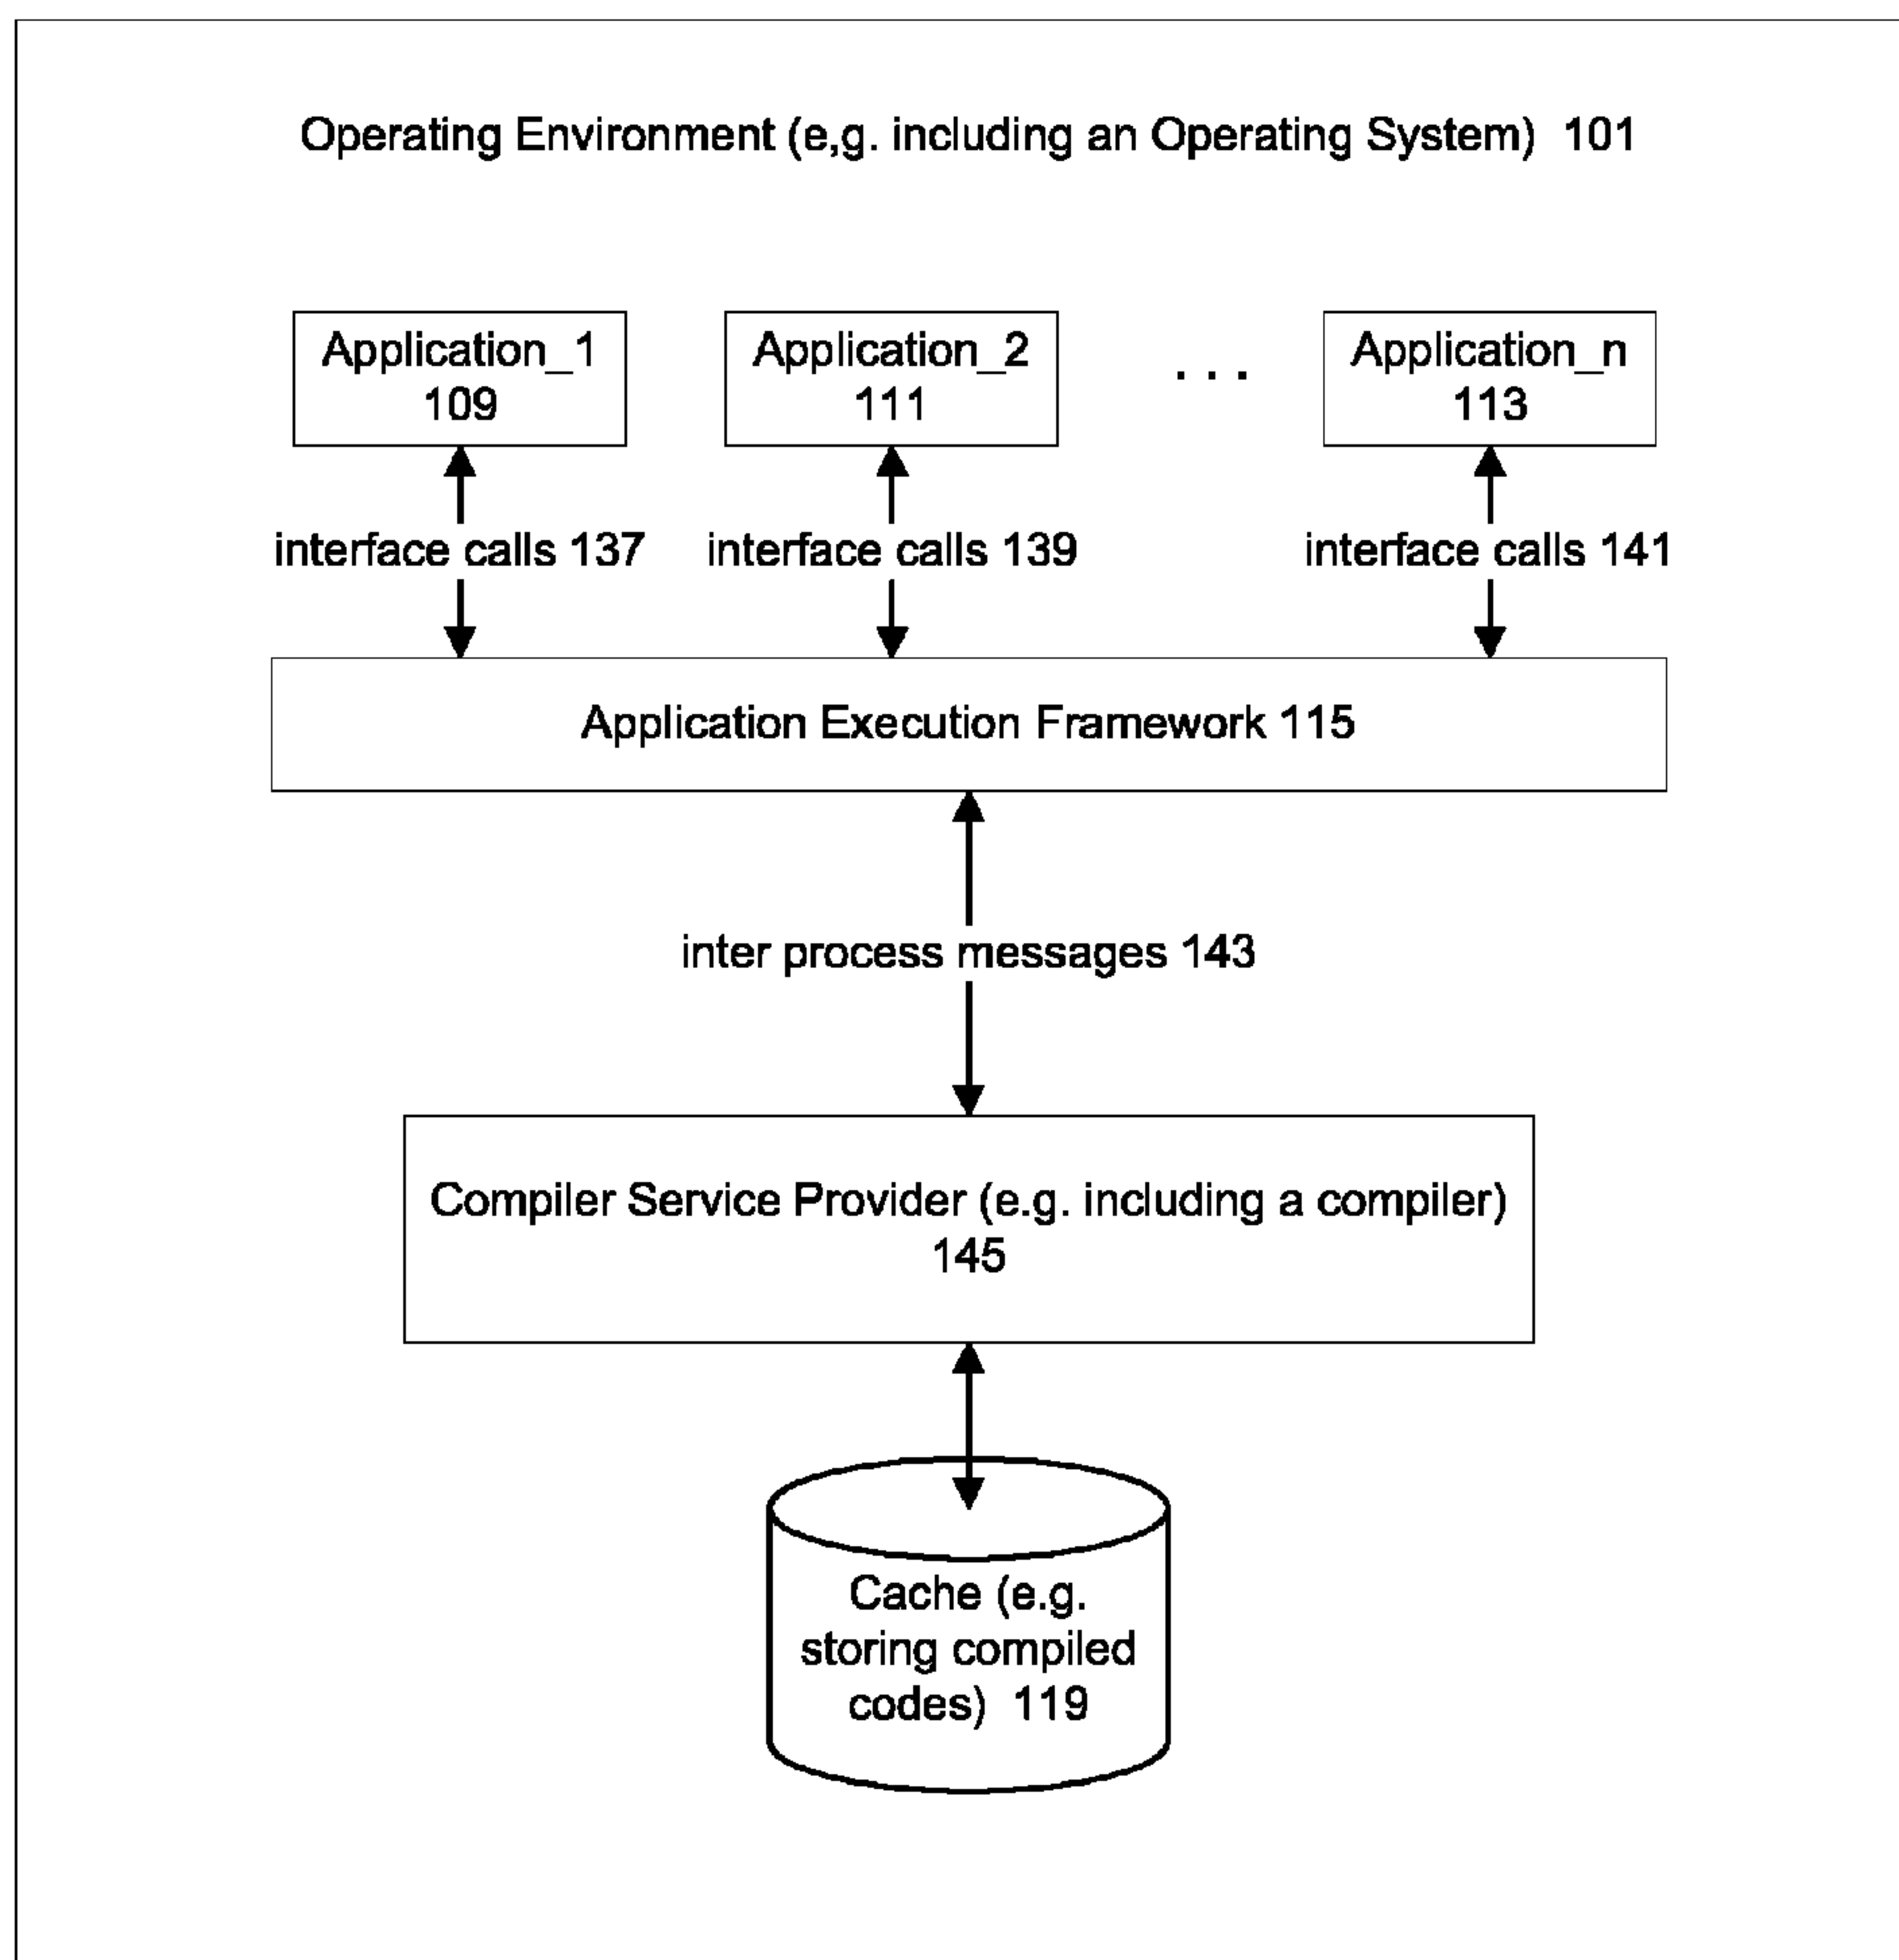 Operating Environment (e,g. including an Operating System) 101
Application_1
109
Application_2
111
. . .
Application_n
113
interface calls 137
interface calls 139
interface calls 141
Application Execution Framework 115
inter process messages 143
Compiler Service Provider (e.g. including a compiler)
145
Cache (e.g.
storing compiled
codes) 119